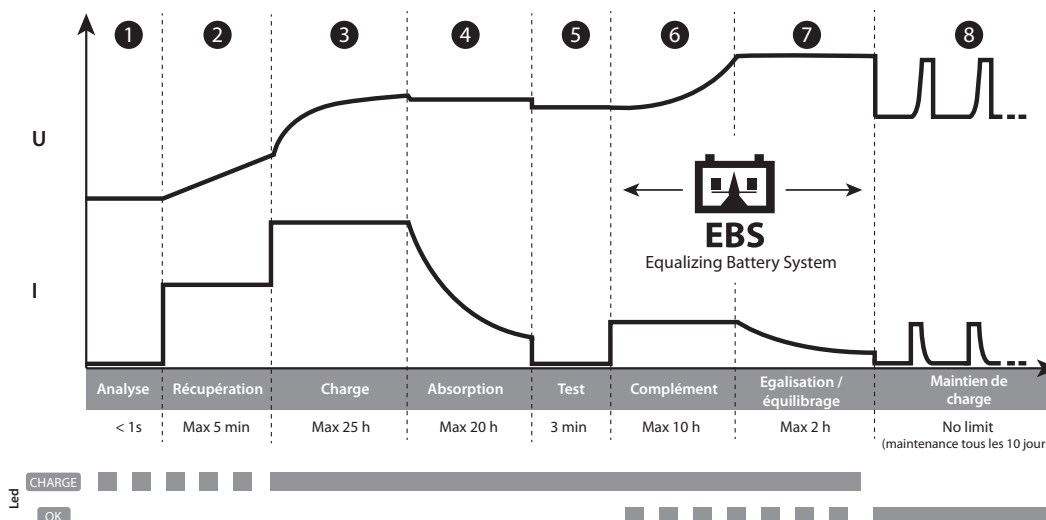 1 2 3 4 5 6 7 8
U
EBS
Equalizing Battery System
I
Analyse Récupération Charge Absorption Test Complément Egalisation / équilibrage Maintien de charge
< 1s Max 5 min Max 25 h Max 20 h 3 min Max 10 h Max 2 h No limit
(maintenance tous les 10 jour
Led
CHARGE
OK